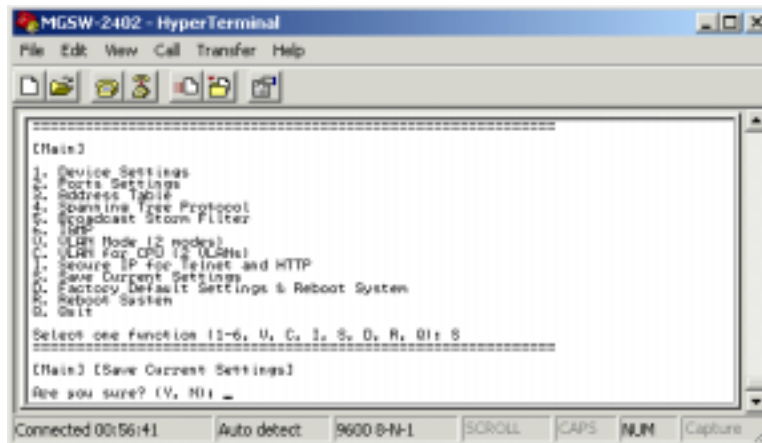 MGSW-2402 - HyperTerminal
File Edit View Call Transfer Help
[Main]
1. Device Settings
2. Ports Settings
3. Address Table
4. Spanning Tree Protocol
5. Broadcast Storm Filter
6. IGMP
V. VLAN Mode (2 modes)
C. VLAN for CPU (2 VLANs)
I. Secure IP for Telnet and HTTP
S. Save Current Settings
D. Factory Default Settings & Reboot System
R. Reboot System
Q. Quit
Select one function (1-6, V, C, I, S, D, R, Q): S
[Main] [Save Current Settings]
Are you sure? (Y, N): _
Connected 00:56:41 Auto detect 9600 8-N-1 SCROLL CAPS NUM Capture